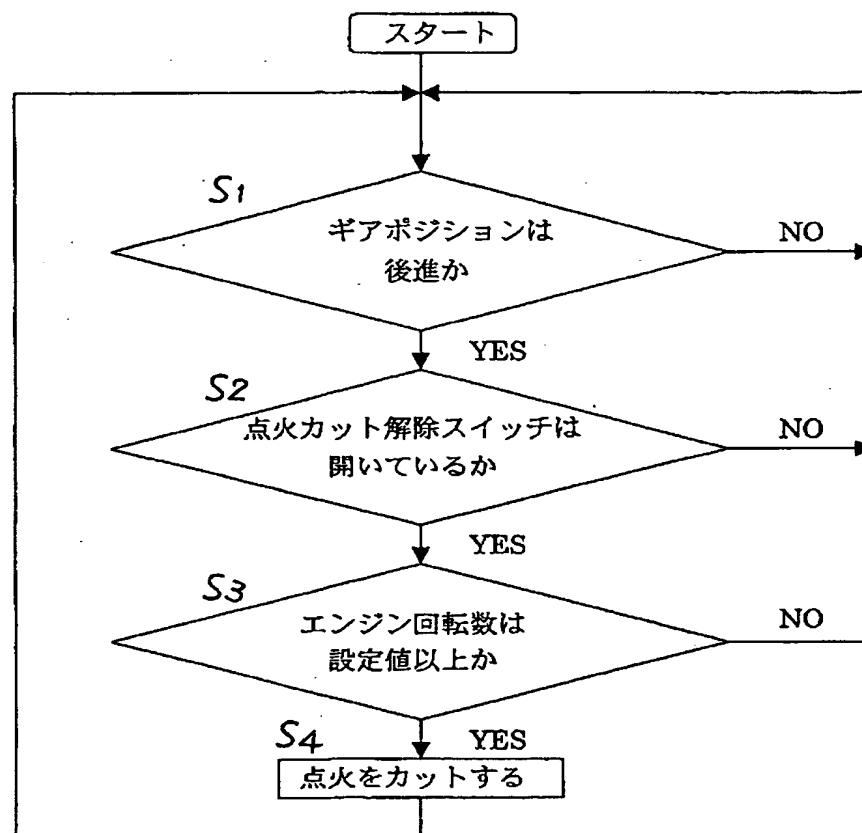 スタート
S1
ギアポジションは
後進か
NO
YES
S2
点火カット解除スイッチは
開いているか
NO
YES
S3
エンジン回転数は
設定値以上か
NO
YES
S4
点火をカットする